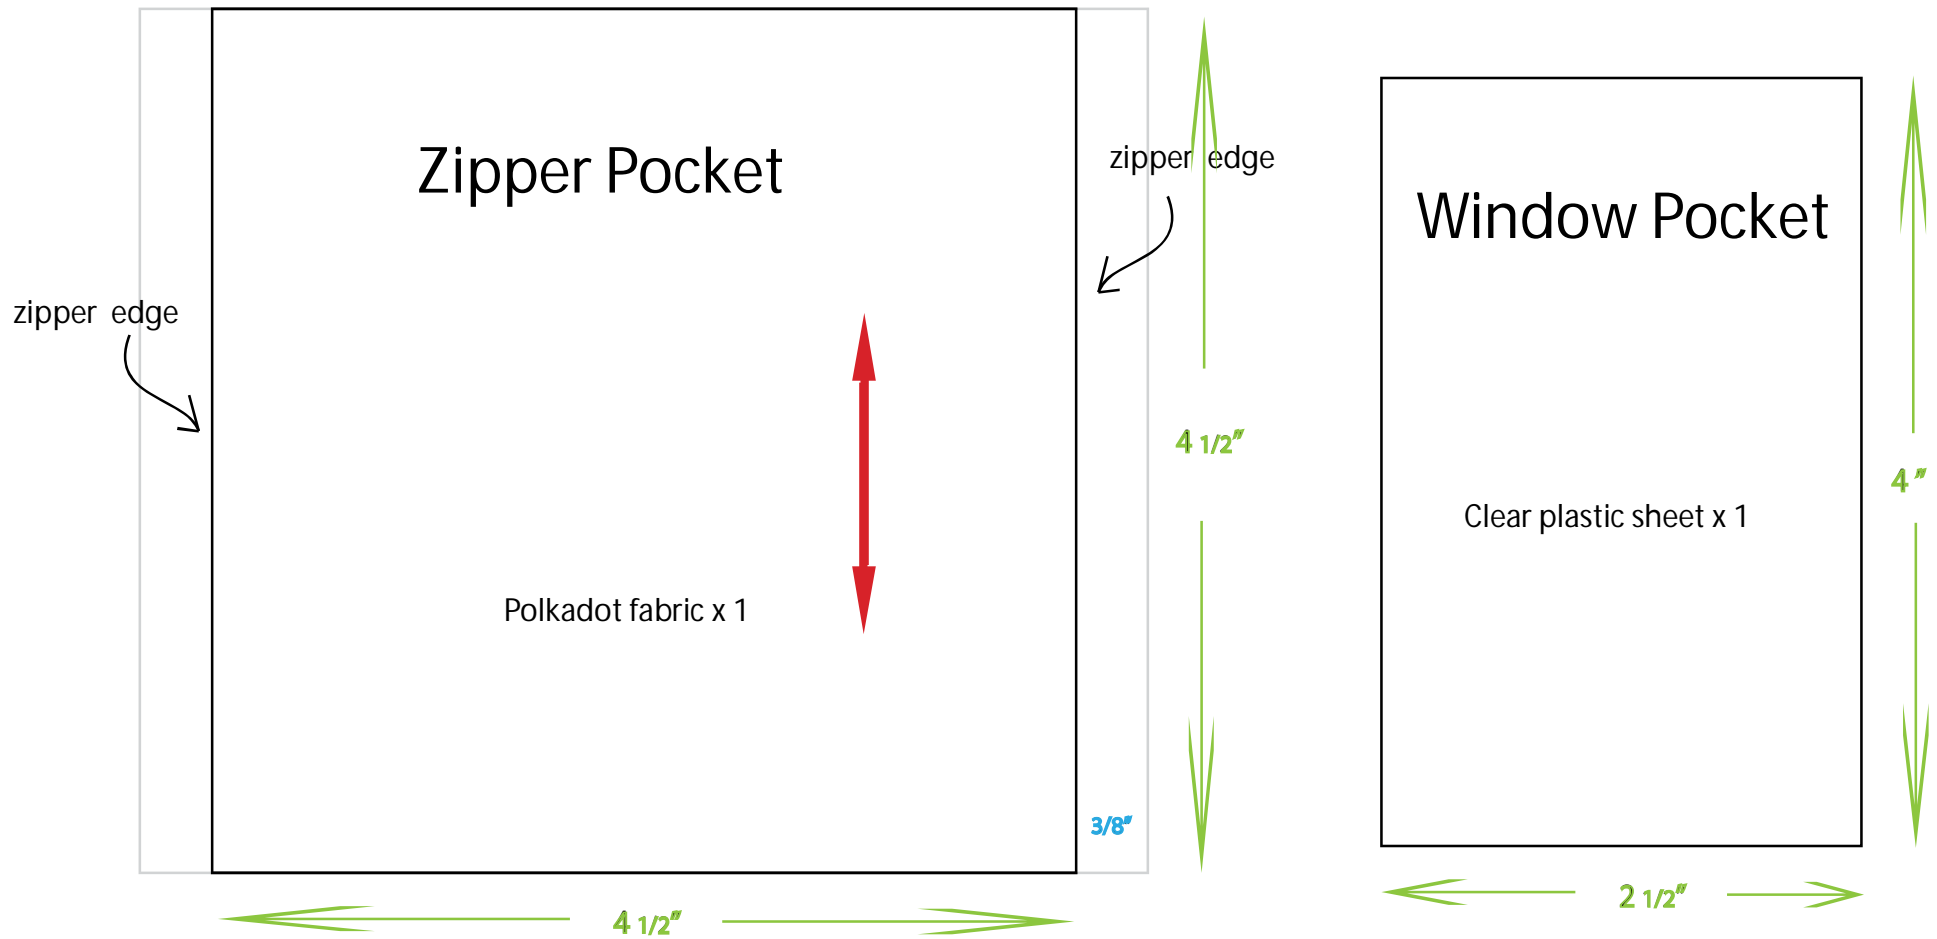 Zipper Pocket
zipper edge
zipper edge
Window Pocket
4 1/2"
4 "
Clear plastic sheet x 1
Polkadot fabric x 1
3/8"
4 1/2"
2 1/2"